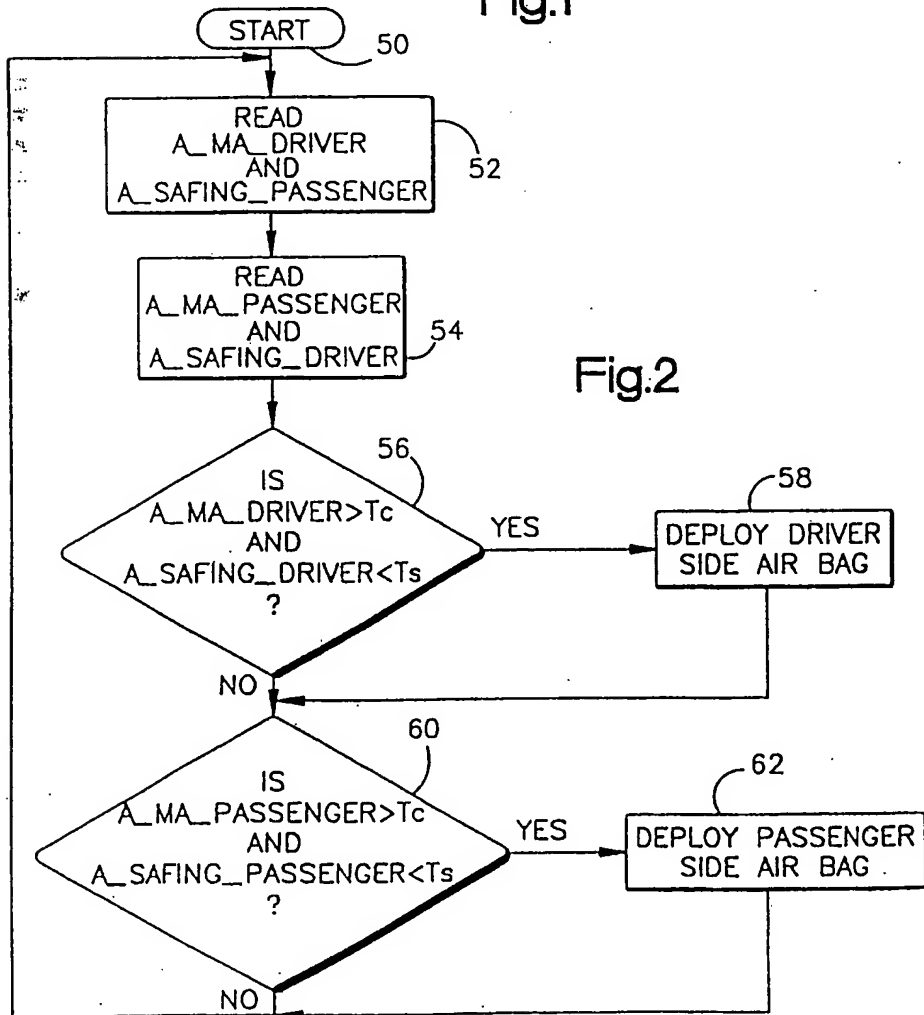 Fig.1
START
50
READ
A_MA_DRIVER
AND
A_SAFING_PASSENGER
52
READ
A_MA_PASSENGER
AND
A_SAFING_DRIVER
54
Fig.2
56
IS
A_MA_DRIVER>Tc
AND
A_SAFING_DRIVER<Ts
?
YES
58
DEPLOY DRIVER
SIDE AIR BAG
NO
60
IS
A_MA_PASSENGER>Tc
AND
A_SAFING_PASSENGER<Ts
?
YES
62
DEPLOY PASSENGER
SIDE AIR BAG
NO